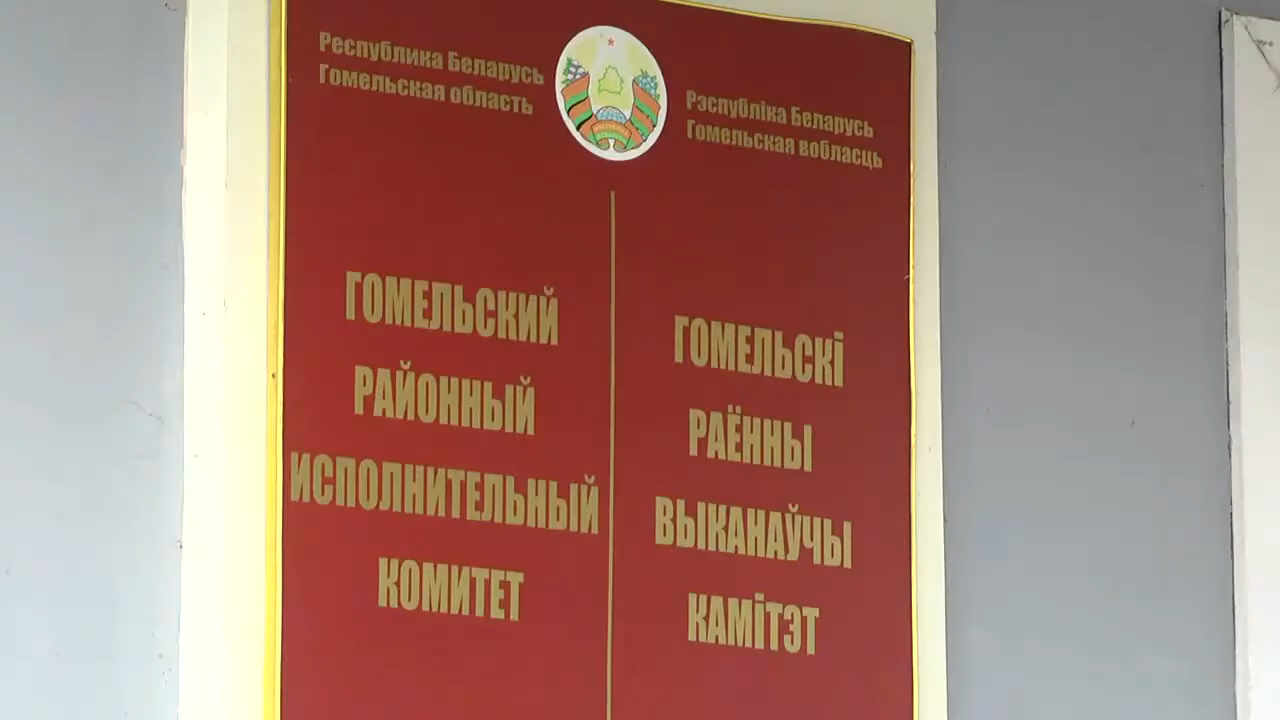 Республика Беларусь
Гомельская область
Рэспубліка Беларусь
Гомельская вобласць
ГОМЕЛЬСКИЙ
РАЙОННЫЙ
ИСПОЛНИТЕЛЬНЫЙ
КОМИТЕТ
ГОМЕЛЬСКі
РАЁННЫ
ВЫКАНАЎЧЫ
КАМіТЭТ